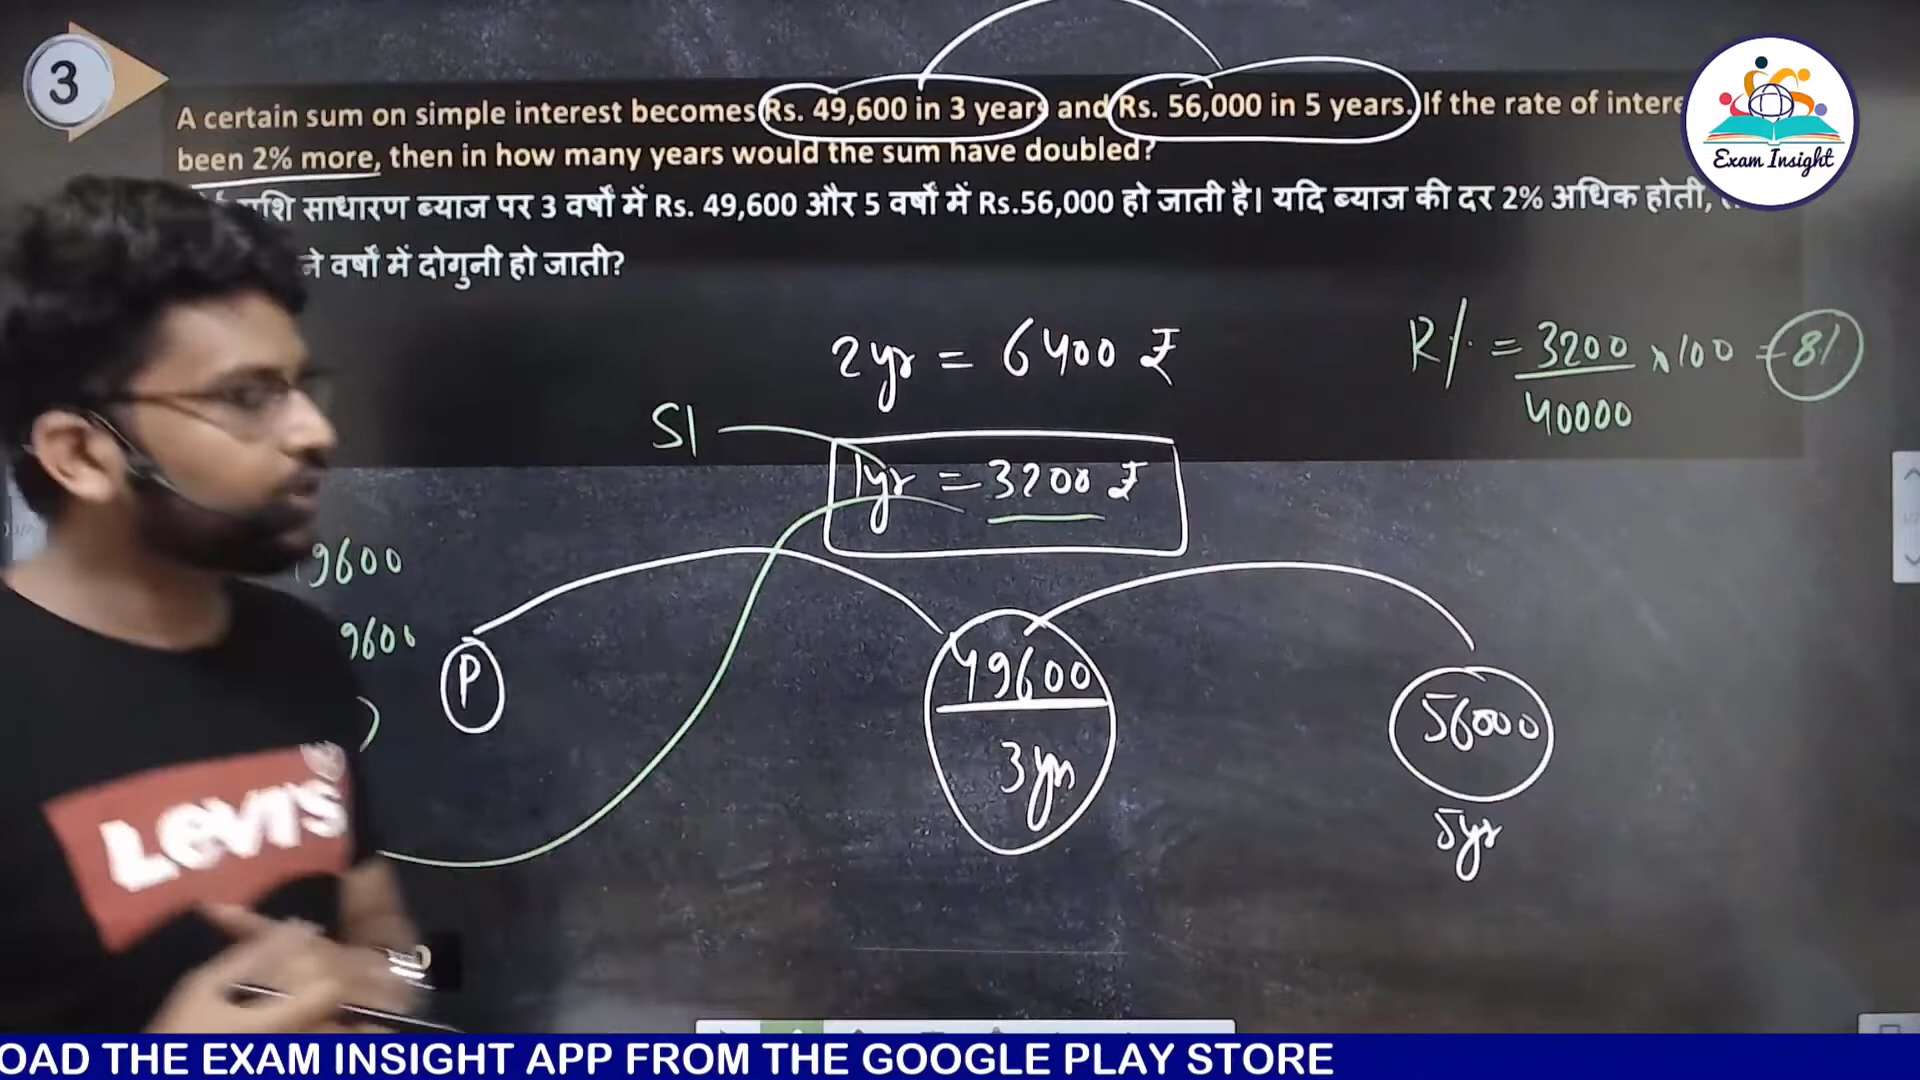 3
A certain sum on simple interest becomes Rs. 49,600 in 3 years and Rs. 56,000 in 5 years. If the rate of intere
been 2% more, then in how many years would the sum have doubled?
राशि साधारण ब्याज पर 3 वर्षों में Rs. 49,600 और 5 वर्षों में Rs.56,000 हो जाती है। यदि ब्याज की दर 2% अधिक होती,
ने वर्षों में दोगुनी हो जाती?
Exam Insight
2yr = 6400 ₹
R% = 3200/40000 x 100 = 8%
SI
1yr = 3200 ₹
9600
9600
P
49600
3yr
56000
5yr
LEVI'S
OAD THE EXAM INSIGHT APP FROM THE GOOGLE PLAY STORE